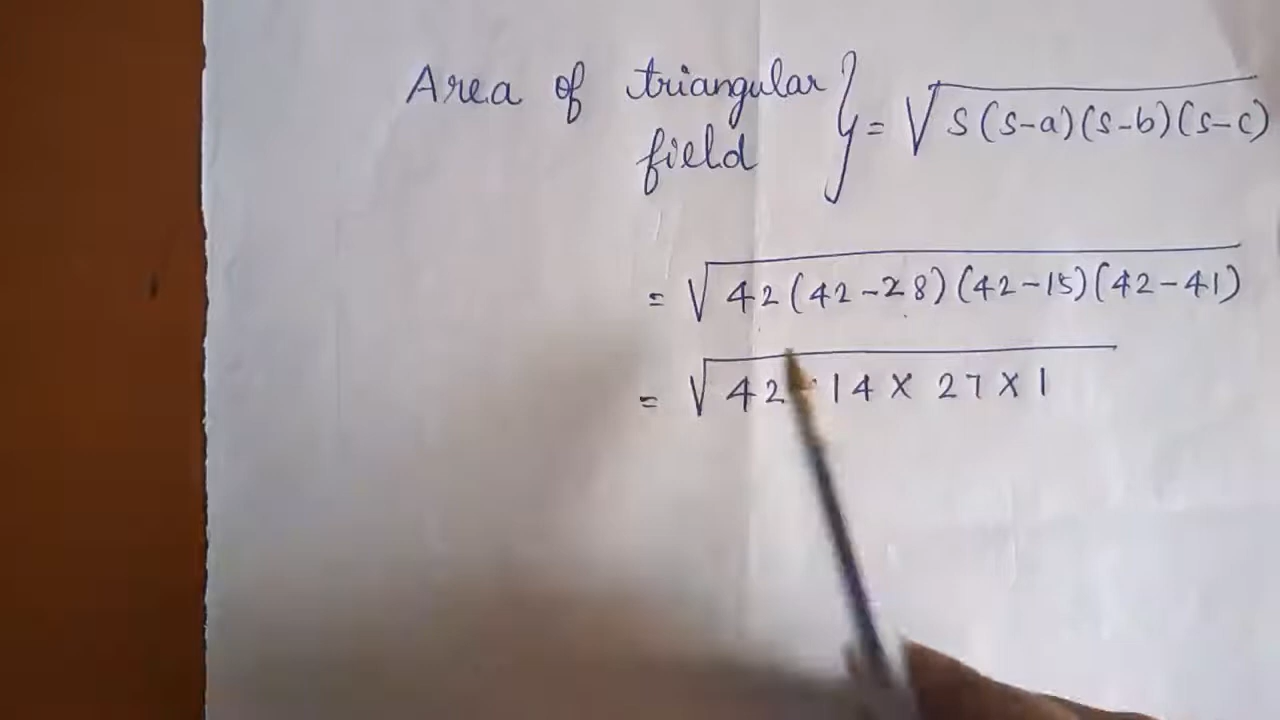 Area of triangular field } = √S(S-a)(S-b)(S-c)
= √42(42-28)(42-15)(42-41)
= √42 14 X 27 X 1